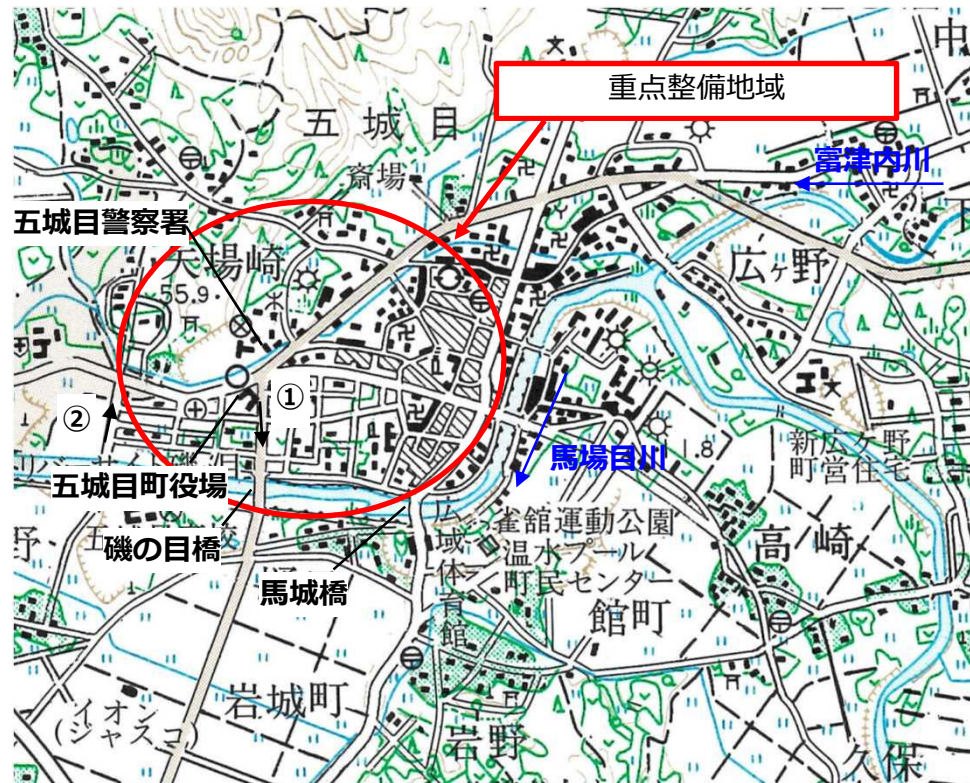 中
重点整備地域
五城目
斎場
富津内川
五城目警察署
天場崎
55.9
広ヶ野
下
①
②
1.8
馬場目川
新広ヶ野
町営住宅
五城目町役場
磯の目橋
馬城橋
広域体育館
雀舘運動公園
温水プール
町民センター
高崎
舘町
野
岩城町
イオン
(ジャスコ)
岩野
久保